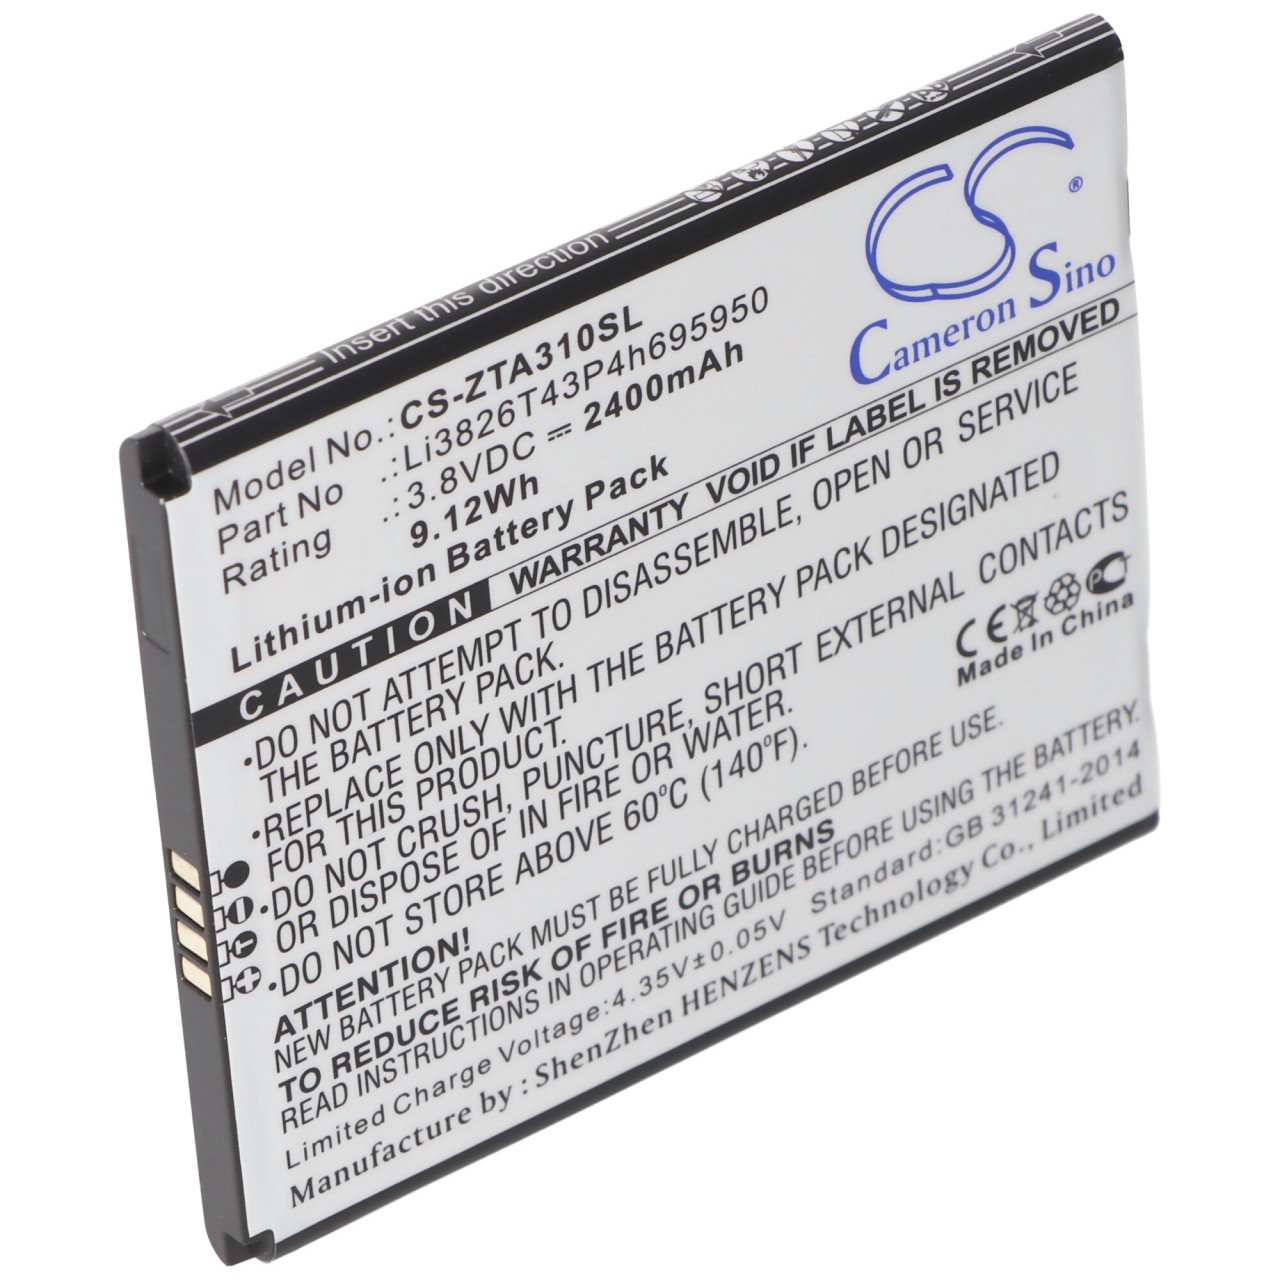 Insert this direction
CS
®
Cameron Sino
Model No.:CS-ZTA310SL
Part No :Li3826T43P4h695950
Rating .:3.8VDC ⎓ 2400mAh
9.12Wh
Lithium-ion Battery Pack
CAUTION WARRANTY VOID IF LABEL IS REMOVED
•DO NOT ATTEMPT TO DISASSEMBLE, OPEN OR SERVICE
THE BATTERY PACK.
•REPLACE ONLY WITH THE BATTERY PACK DESIGNATED
FOR THIS PRODUCT.
•DO NOT CRUSH, PUNCTURE, SHORT EXTERNAL CONTACTS
OR DISPOSE OF IN FIRE OR WATER.
•DO NOT STORE ABOVE 60°C (140°F).
CE PCT
Made In China
ATTENTION!
NEW BATTERY PACK MUST BE FULLY CHARGED BEFORE USE.
TO REDUCE RISK OF FIRE OR BURNS
READ INSTRUCTIONS IN OPERATING GUIDE BEFORE USING THE BATTERY.
Limited Charge Voltage:4.35V±0.05V Standard:GB 31241-2014
Manufacture by : ShenZhen HENZENS Technology Co., Limited